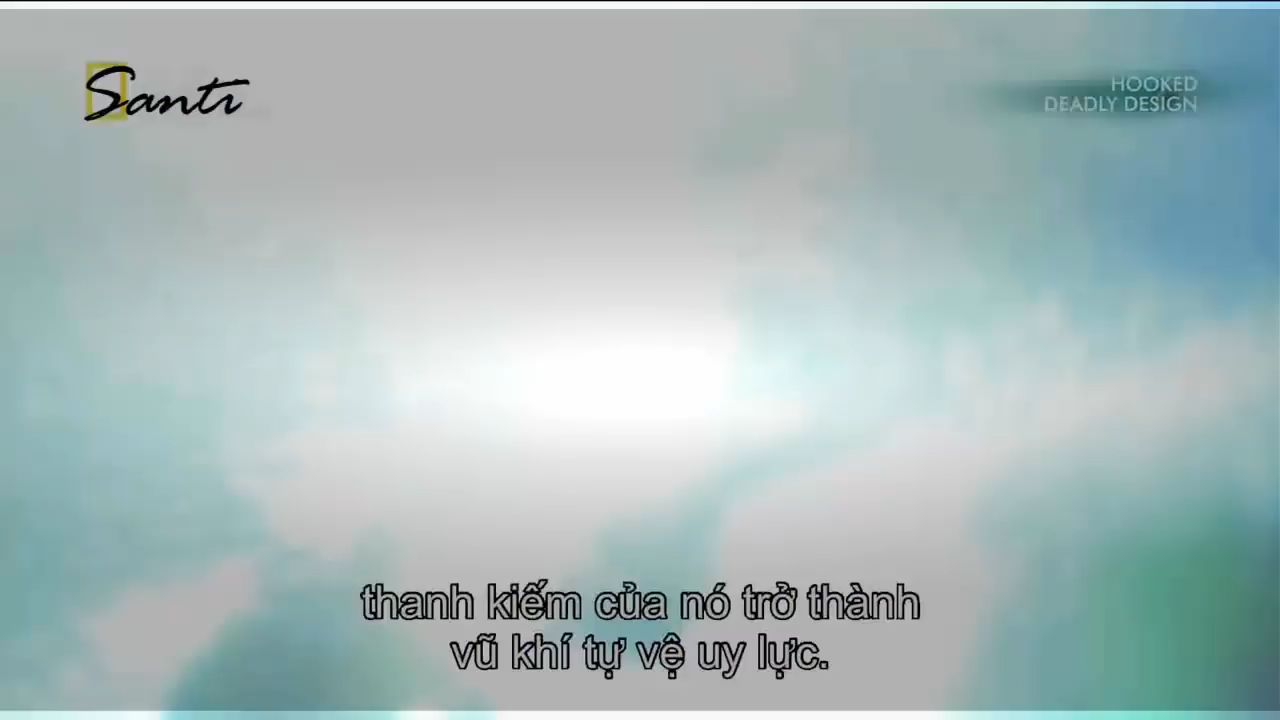 Santi
HOOKED
DEADLY DESIGN
thanh kiếm của nó trở thành
vũ khí tự vệ uy lực.